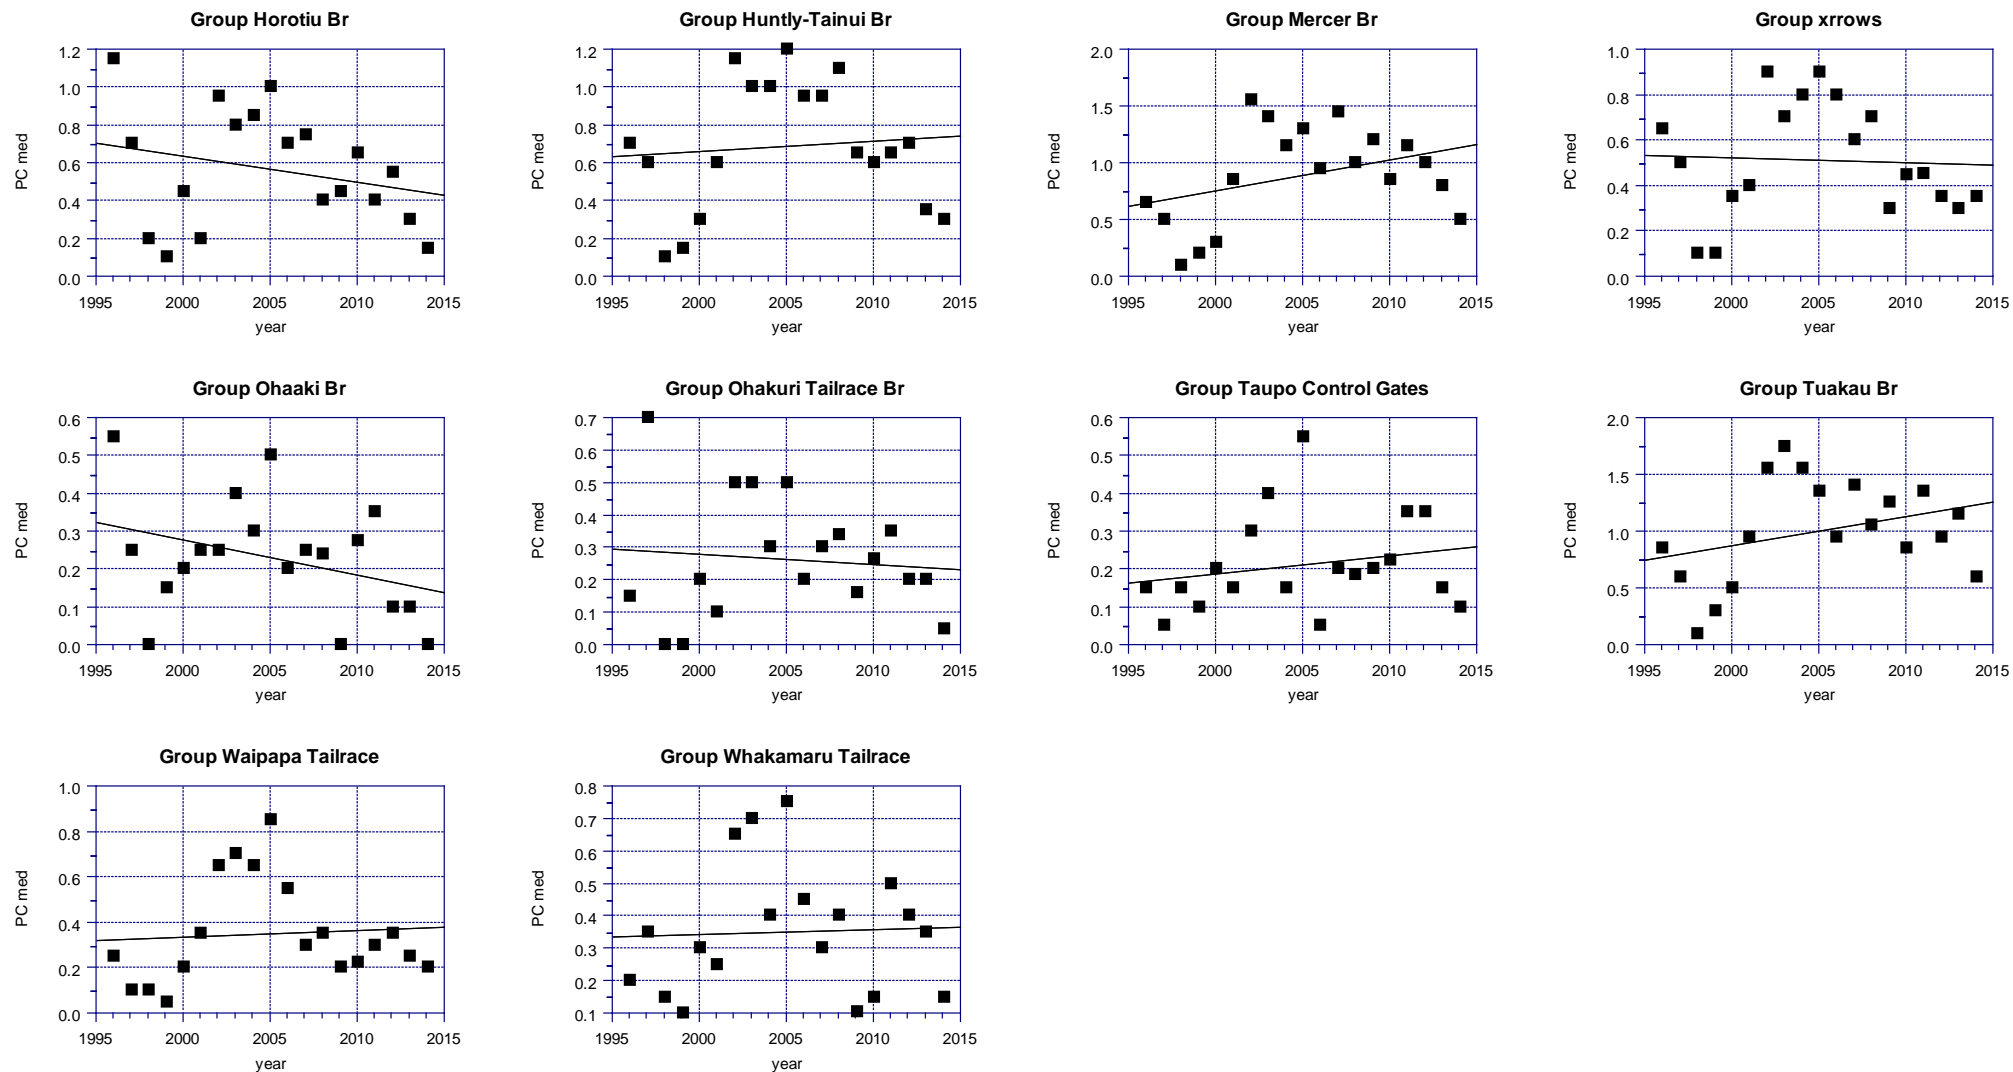 Group Horotiu Br
1.2
1.0
0.8
0.6
0.4
0.2
0.0
PC med
1995 2000 2005 2010 2015
year
Group Huntly-Tainui Br
1.2
1.0
0.8
0.6
0.4
0.2
0.0
PC med
1995 2000 2005 2010 2015
year
Group Mercer Br
2.0
1.5
1.0
0.5
0.0
PC med
1995 2000 2005 2010 2015
year
Group xrrows
1.0
0.8
0.6
0.4
0.2
0.0
PC med
1995 2000 2005 2010 2015
year
Group Ohaaki Br
0.6
0.5
0.4
0.3
0.2
0.1
0.0
PC med
1995 2000 2005 2010 2015
year
Group Ohakuri Tailrace Br
0.7
0.6
0.5
0.4
0.3
0.2
0.1
0.0
PC med
1995 2000 2005 2010 2015
year
Group Taupo Control Gates
0.6
0.5
0.4
0.3
0.2
0.1
0.0
PC med
1995 2000 2005 2010 2015
year
Group Tuakau Br
2.0
1.5
1.0
0.5
0.0
PC med
1995 2000 2005 2010 2015
year
Group Waipapa Tailrace
1.0
0.8
0.6
0.4
0.2
0.0
PC med
1995 2000 2005 2010 2015
year
Group Whakamaru Tailrace
0.8
0.7
0.6
0.5
0.4
0.3
0.2
0.1
PC med
1995 2000 2005 2010 2015
year